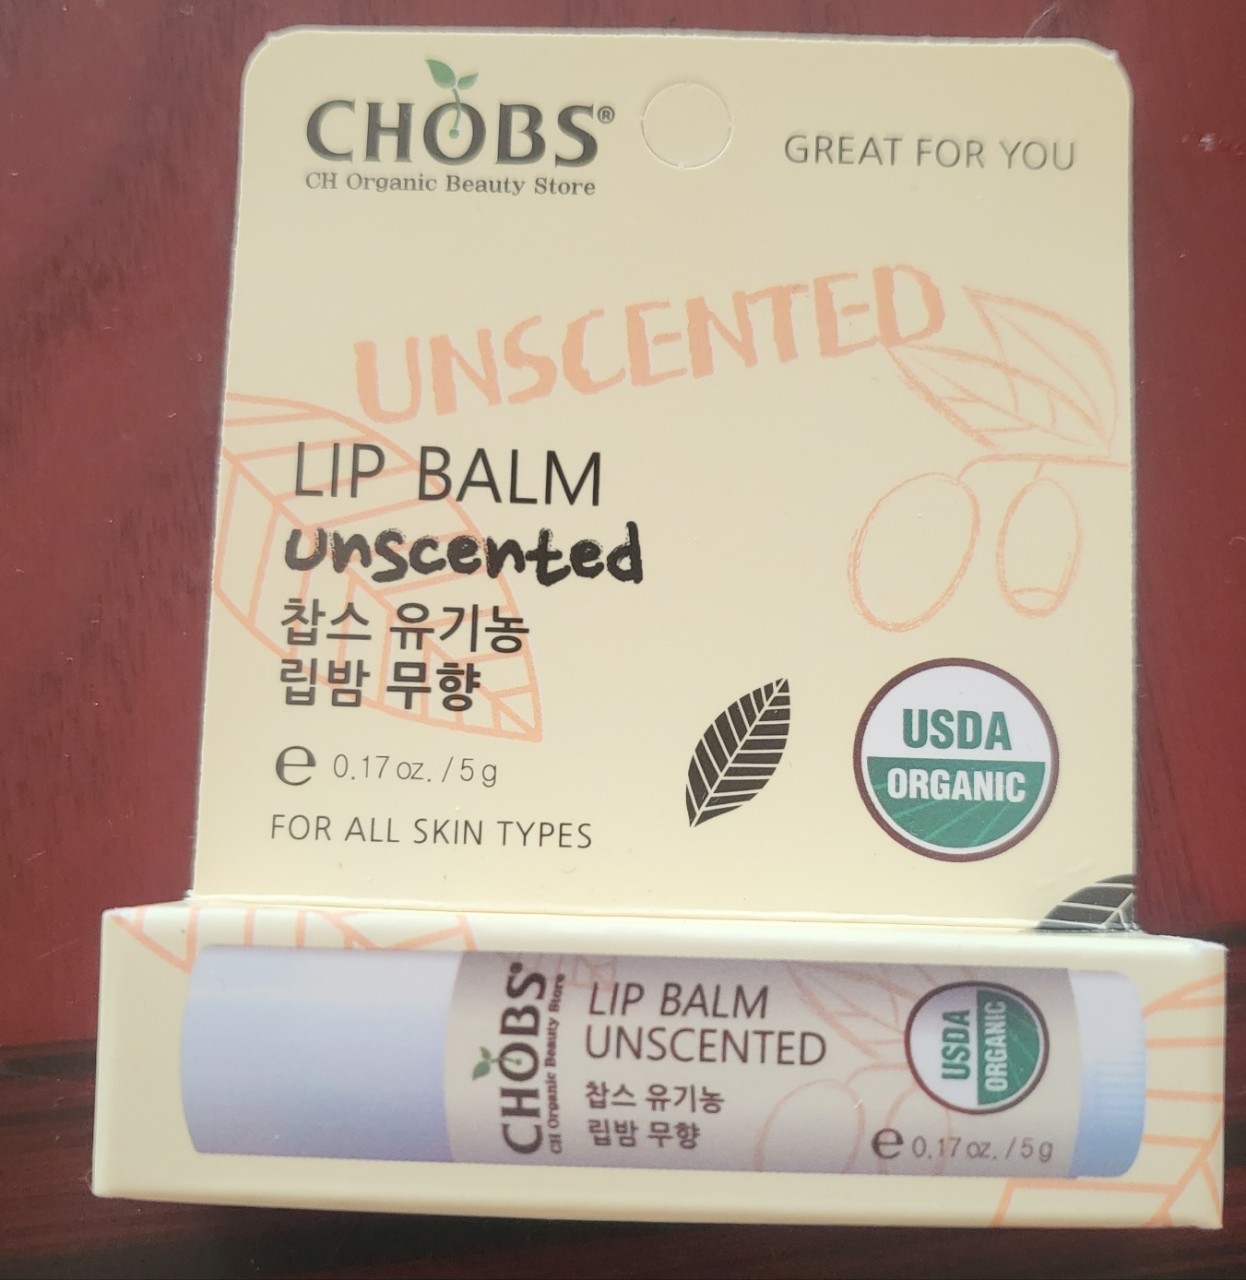 CHOBS®
CH Organic Beauty Store
GREAT FOR YOU
UNSCENTED
LIP BALM
unscented
찹스 유기농
립밤 무향
℮ 0.17 oz. / 5 g
FOR ALL SKIN TYPES
USDA
ORGANIC
CHOBS®
CH Organic Beauty Store
LIP BALM
UNSCENTED
찹스 유기농
립밤 무향
USDA
ORGANIC
℮ 0.17 oz. / 5 g